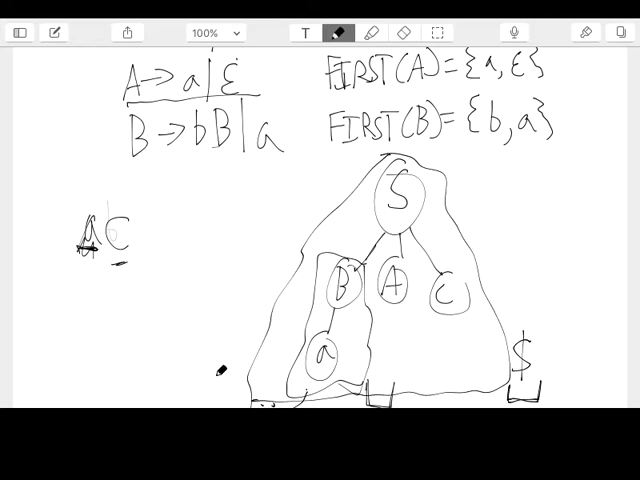 100%
T
A → a | ε
FIRST(A) = {a, ε}
B → bB | a
FIRST(B) = {b, a}
S
B A C
a
$